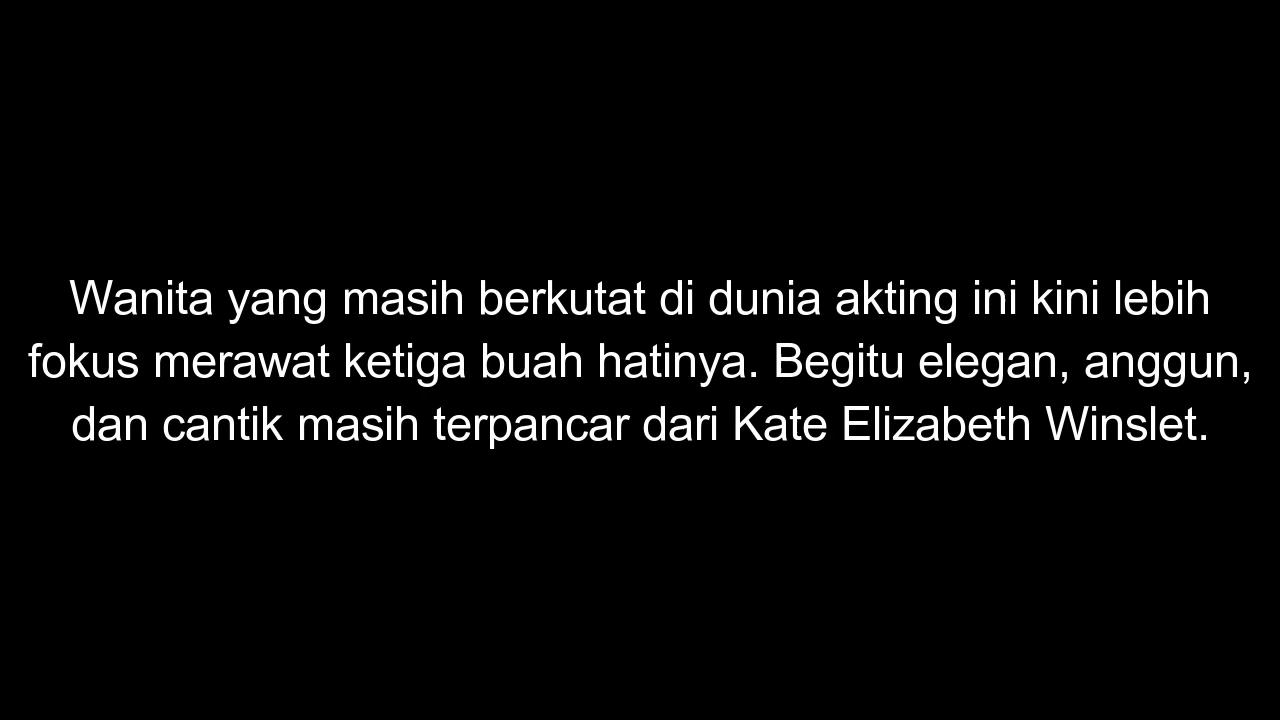 Wanita yang masih berkutat di dunia akting ini kini lebih
fokus merawat ketiga buah hatinya. Begitu elegan, anggun,
dan cantik masih terpancar dari Kate Elizabeth Winslet.